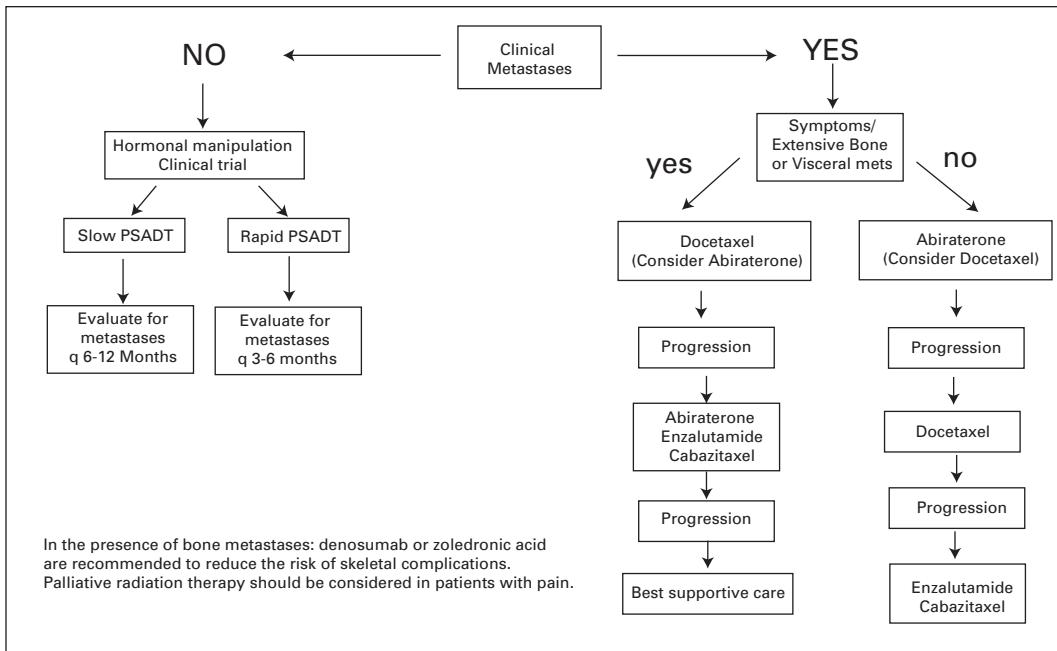 Clinical
Metastases
NO
YES
Hormonal manipulation
Clinical trial
Slow PSADT
Rapid PSADT
Evaluate for
metastases
q 6-12 Months
Evaluate for
metastases
q 3-6 months
Symptoms/
Extensive Bone
or Visceral mets
yes
no
Docetaxel
(Consider Abiraterone)
Progression
Abiraterone
Enzalutamide
Cabazitaxel
Progression
Best supportive care
Abiraterone
(Consider Docetaxel)
Progression
Docetaxel
Progression
Enzalutamide
Cabazitaxel
In the presence of bone metastases: denosumab or zoledronic acid
are recommended to reduce the risk of skeletal complications.
Palliative radiation therapy should be considered in patients with pain.